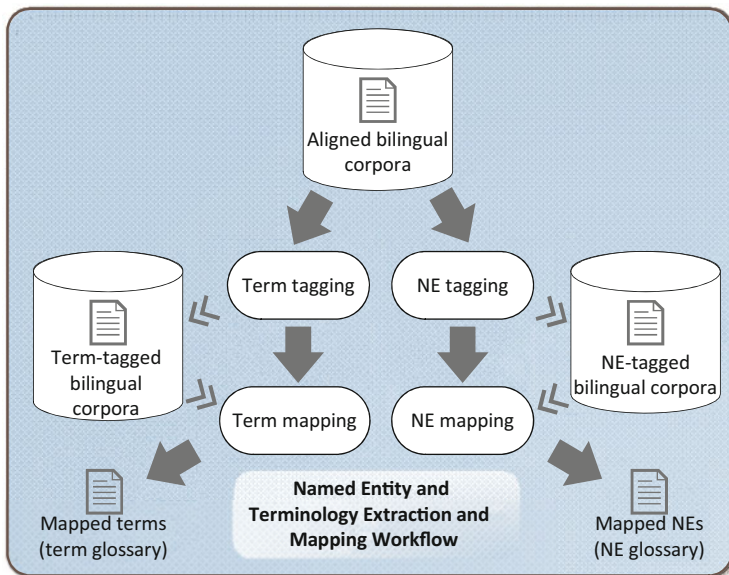 Aligned bilingual
corpora
Term tagging
NE tagging
Term-tagged
bilingual
corpora
NE-tagged
bilingual corpora
Term mapping
NE mapping
Mapped terms
(term glossary)
Named Entity and
Terminology Extraction and
Mapping Workflow
Mapped NEs
(NE glossary)